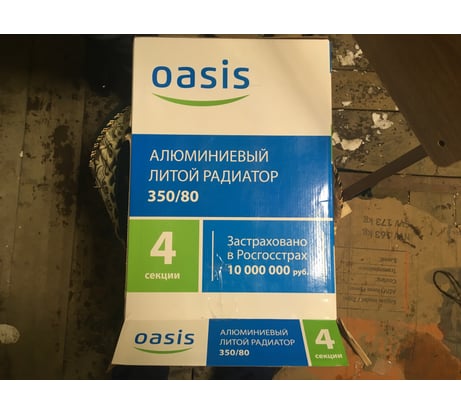 oasis
АЛЮМИНИЕВЫЙ
ЛИТОЙ РАДИАТОР
350/80
4
секции
Застраховано
в Росгосстрах
10 000 000 руб.
oasis
АЛЮМИНИЕВЫЙ
ЛИТОЙ РАДИАТОР
350/80
4
секции